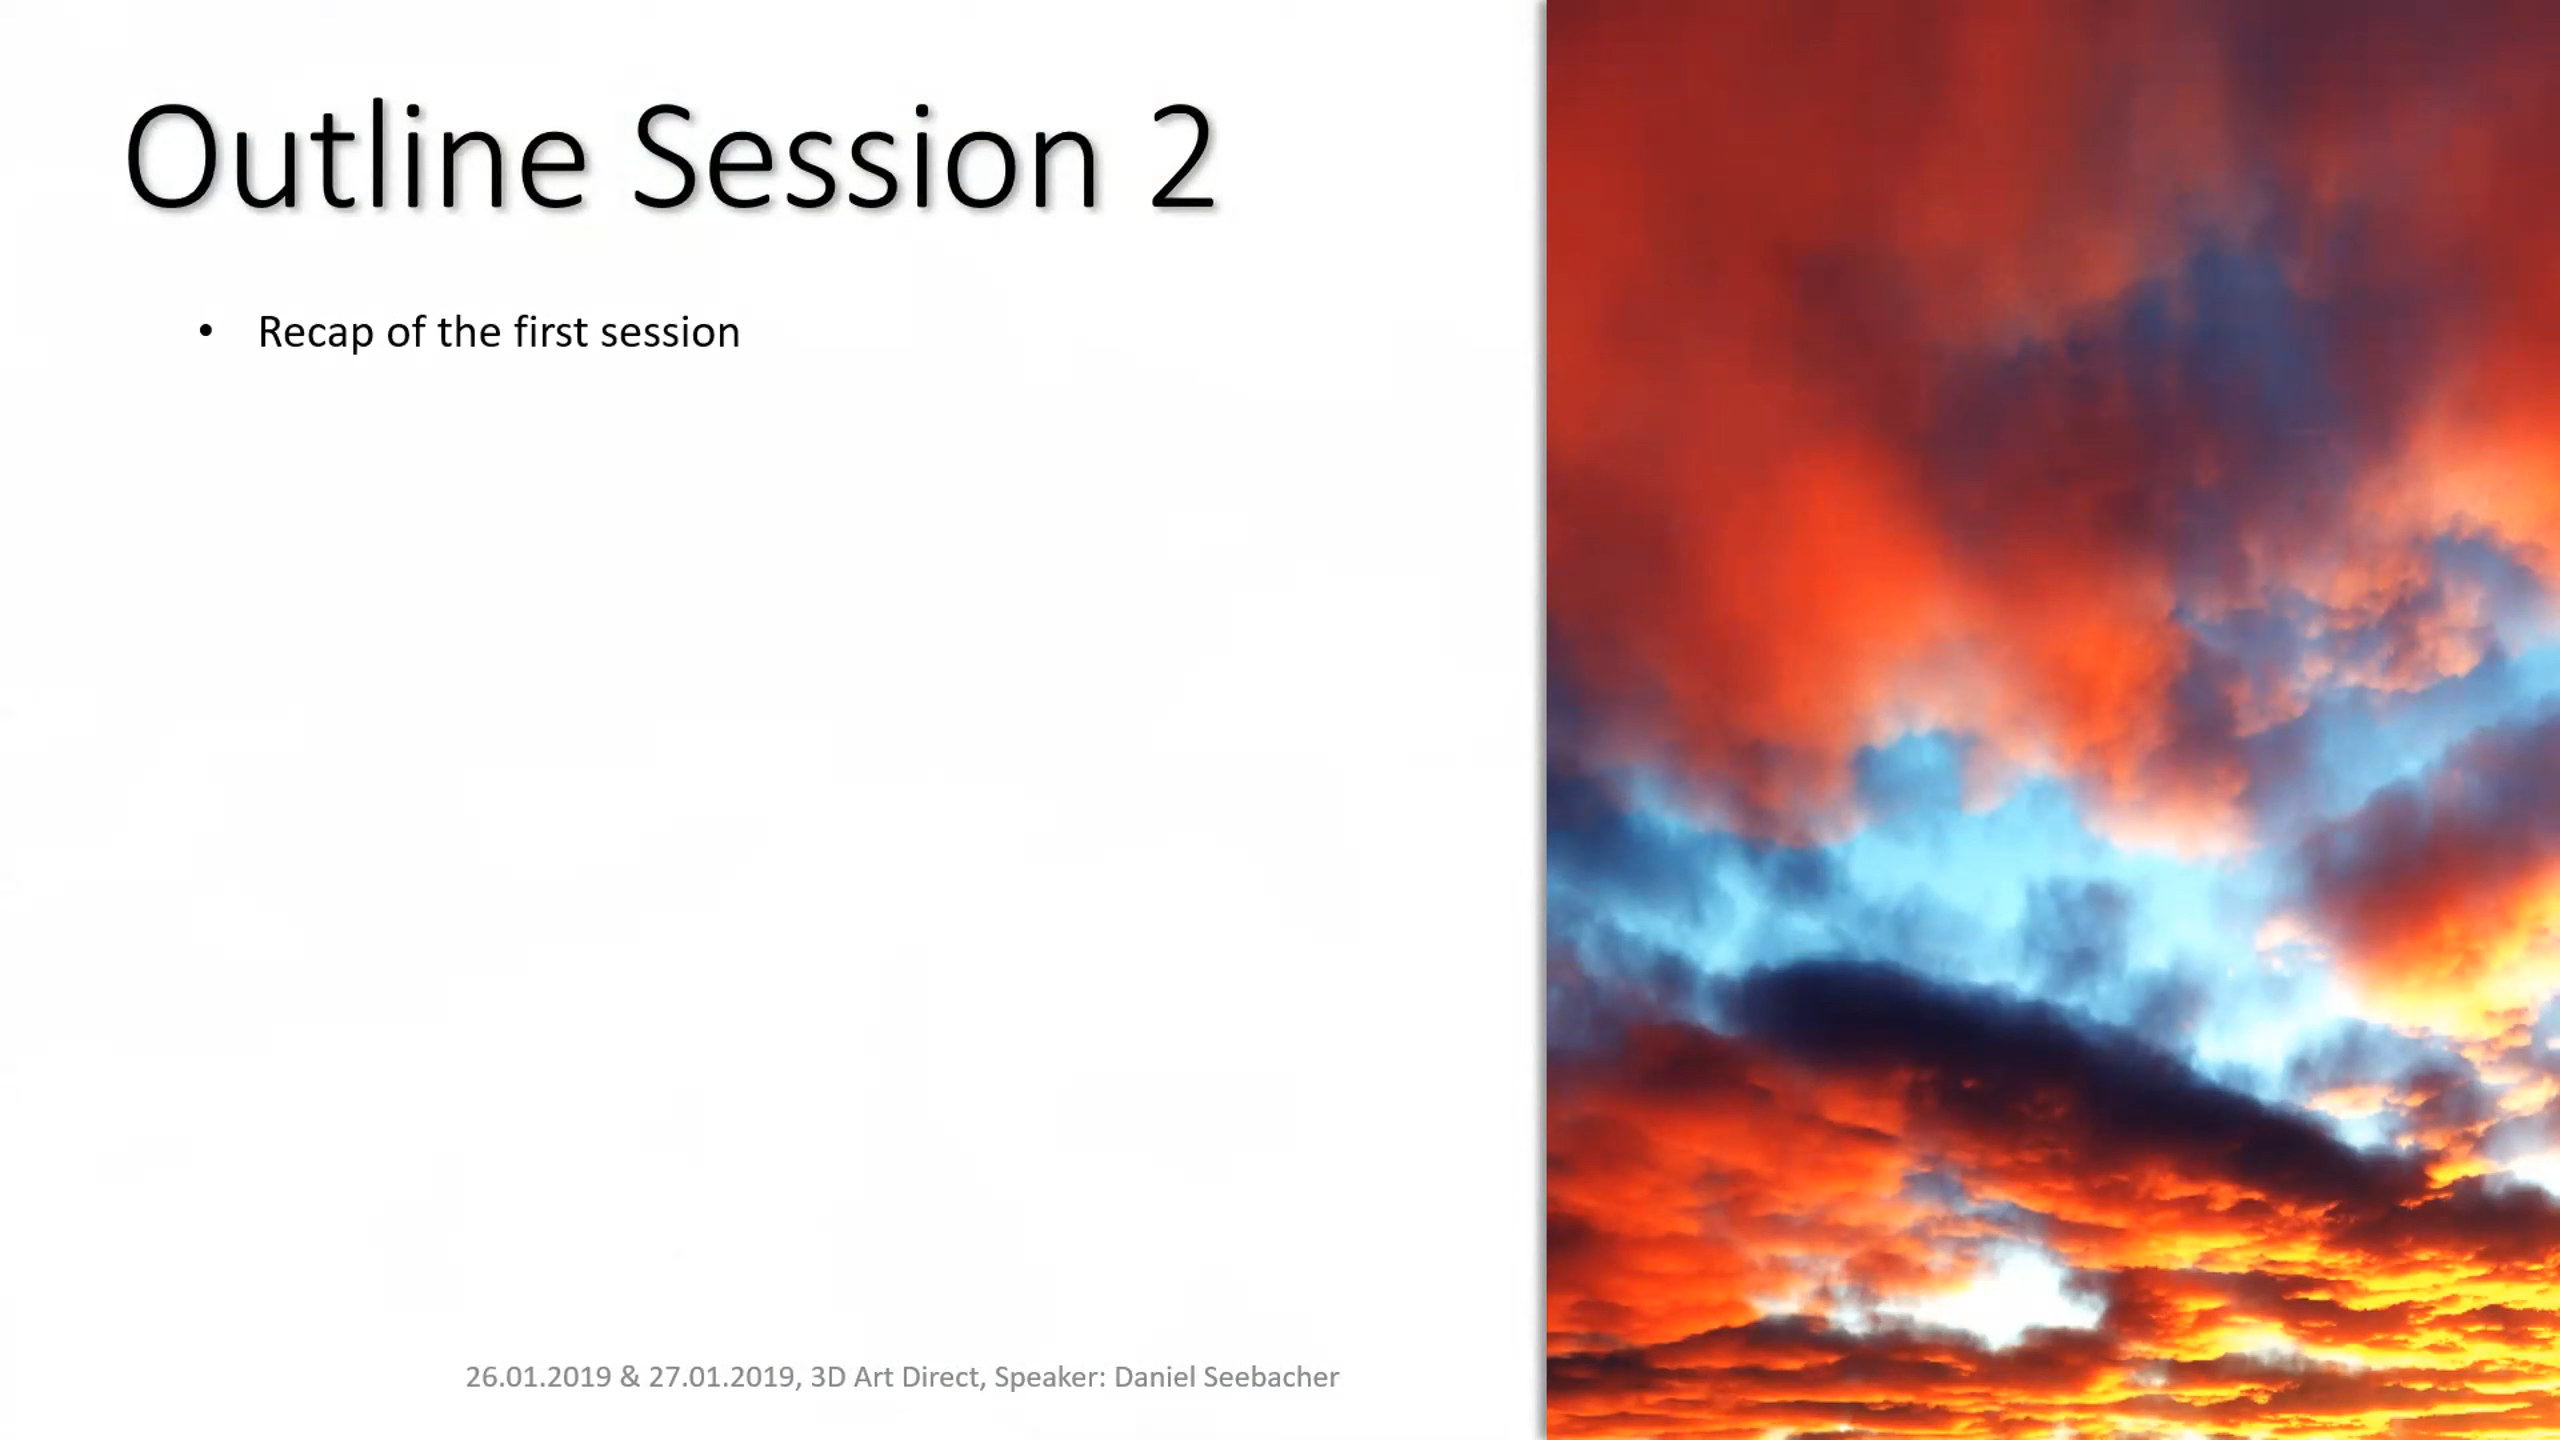 Outline Session 2
• Recap of the first session
26.01.2019 & 27.01.2019, 3D Art Direct, Speaker: Daniel Seebacher